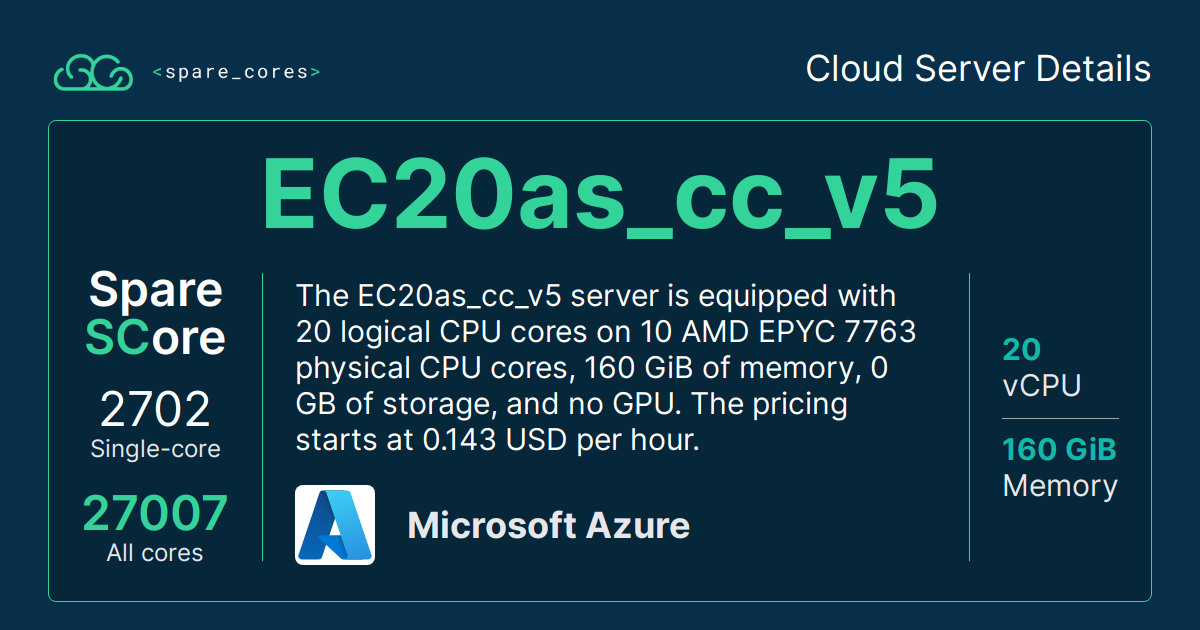 <spare_cores>
Cloud Server Details
EC20as_cc_v5
Spare
SCore
2702
Single-core
27007
All cores
The EC20as_cc_v5 server is equipped with
20 logical CPU cores on 10 AMD EPYC 7763
physical CPU cores, 160 GiB of memory, 0
GB of storage, and no GPU. The pricing
starts at 0.143 USD per hour.
Microsoft Azure
20
vCPU
160 GiB
Memory